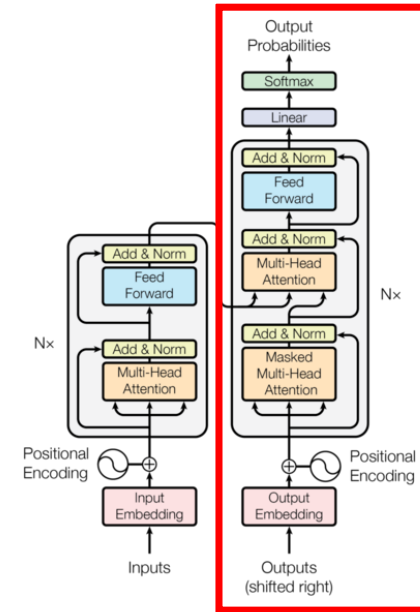 Output
Probabilities
Softmax
Linear
Add & Norm
Feed
Forward
Add & Norm
Multi-Head
Attention
Nx
Add & Norm
Masked
Multi-Head
Attention
Positional
Encoding
Output
Embedding
Outputs
(shifted right)
Add & Norm
Feed
Forward
Nx
Add & Norm
Multi-Head
Attention
Positional
Encoding
Input
Embedding
Inputs